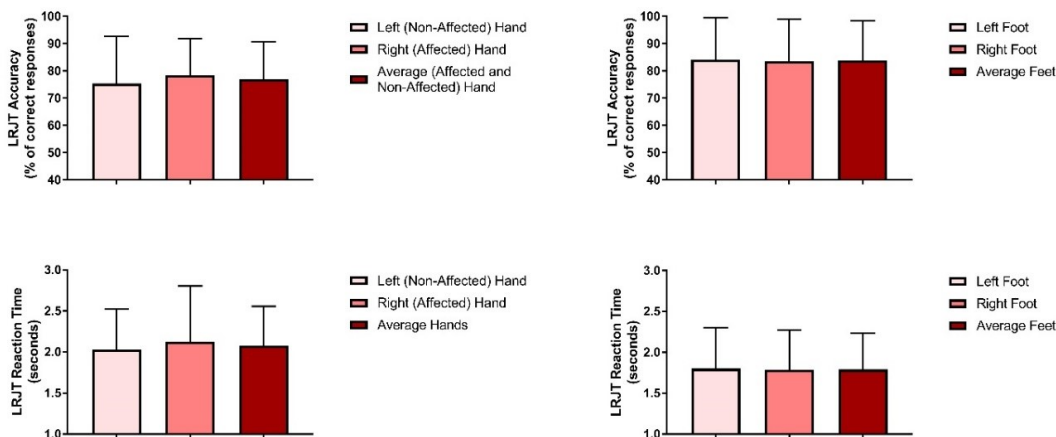 LRJT Accuracy
(% of correct responses)
100
90
80
70
60
50
40
Left (Non-Affected) Hand
Right (Affected) Hand
Average (Affected and
Non-Affected) Hand
LRJT Accuracy
(% of correct responses)
100
90
80
70
60
50
40
Left Foot
Right Foot
Average Feet
LRJT Reaction Time
(seconds)
3.0
2.5
2.0
1.5
1.0
Left (Non-Affected) Hand
Right (Affected) Hand
Average Hands
LRJT Reaction Time
(seconds)
3.0
2.5
2.0
1.5
1.0
Left Foot
Right Foot
Average Feet